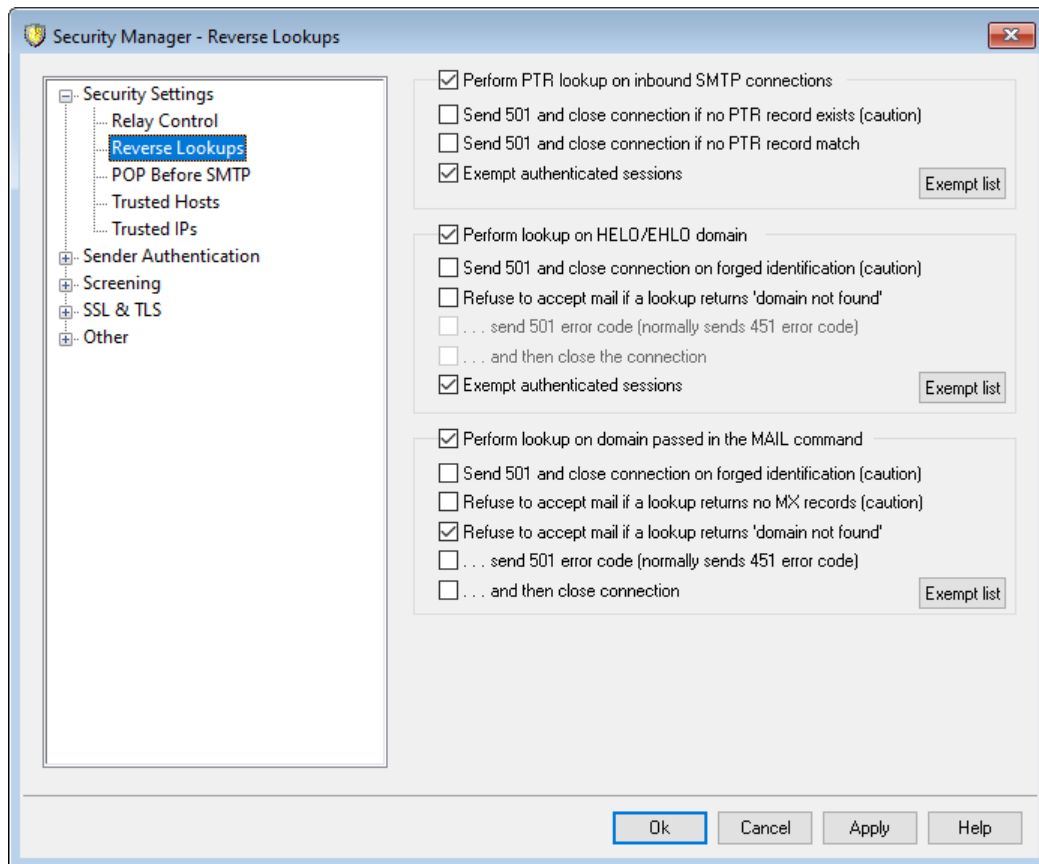 Security Manager - Reverse Lookups
Security Settings
Relay Control
Reverse Lookups
POP Before SMTP
Trusted Hosts
Trusted IPs
Sender Authentication
Screening
SSL & TLS
Other
Perform PTR lookup on inbound SMTP connections
Send 501 and close connection if no PTR record exists (caution)
Send 501 and close connection if no PTR record match
Exempt authenticated sessions
Exempt list
Perform lookup on HELO/EHLO domain
Send 501 and close connection on forged identification (caution)
Refuse to accept mail if a lookup returns 'domain not found'
. . . send 501 error code (normally sends 451 error code)
. . . and then close the connection
Exempt authenticated sessions
Exempt list
Perform lookup on domain passed in the MAIL command
Send 501 and close connection on forged identification (caution)
Refuse to accept mail if a lookup returns no MX records (caution)
Refuse to accept mail if a lookup returns 'domain not found'
. . . send 501 error code (normally sends 451 error code)
. . . and then close connection
Exempt list
Ok
Cancel
Apply
Help